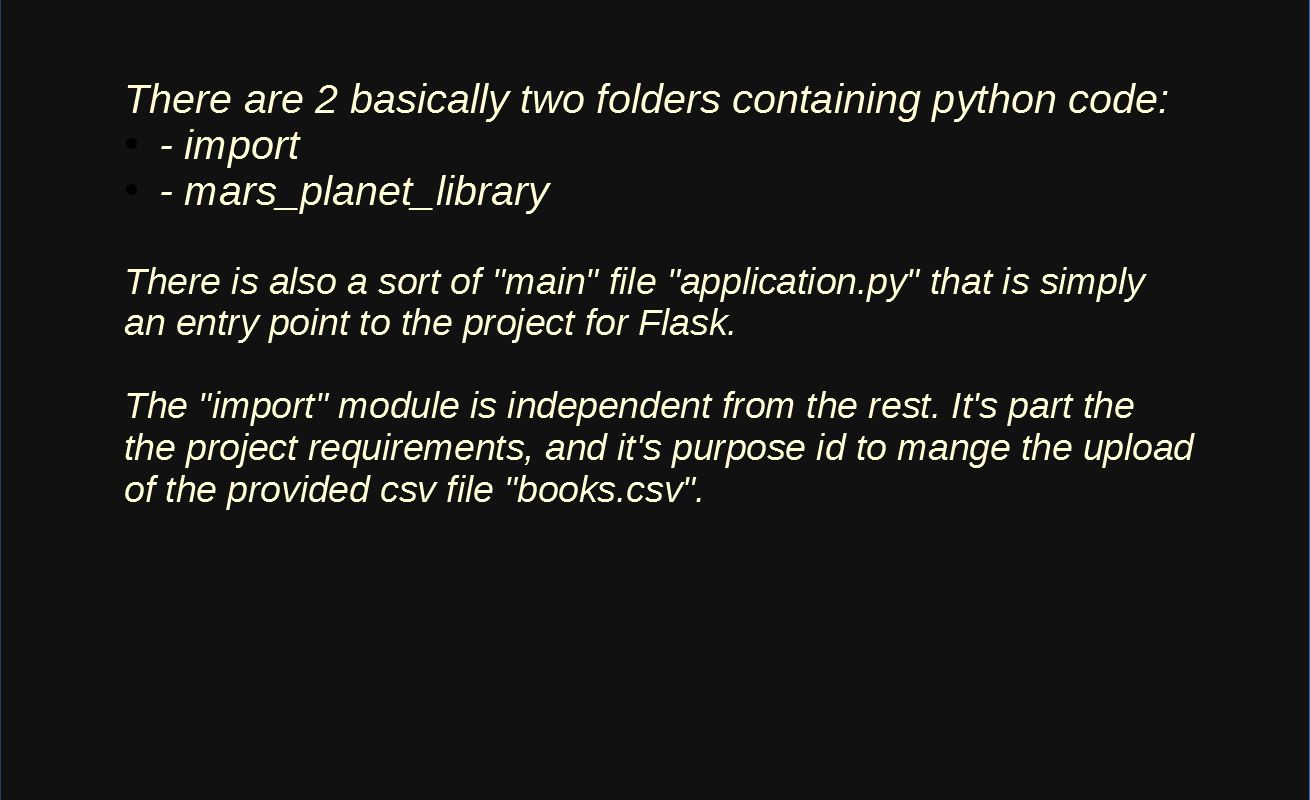 There are 2 basically two folders containing python code:
• - import
• - mars_planet_library
There is also a sort of "main" file "application.py" that is simply
an entry point to the project for Flask.
The "import" module is independent from the rest. It's part the
the project requirements, and it's purpose id to mange the upload
of the provided csv file "books.csv".